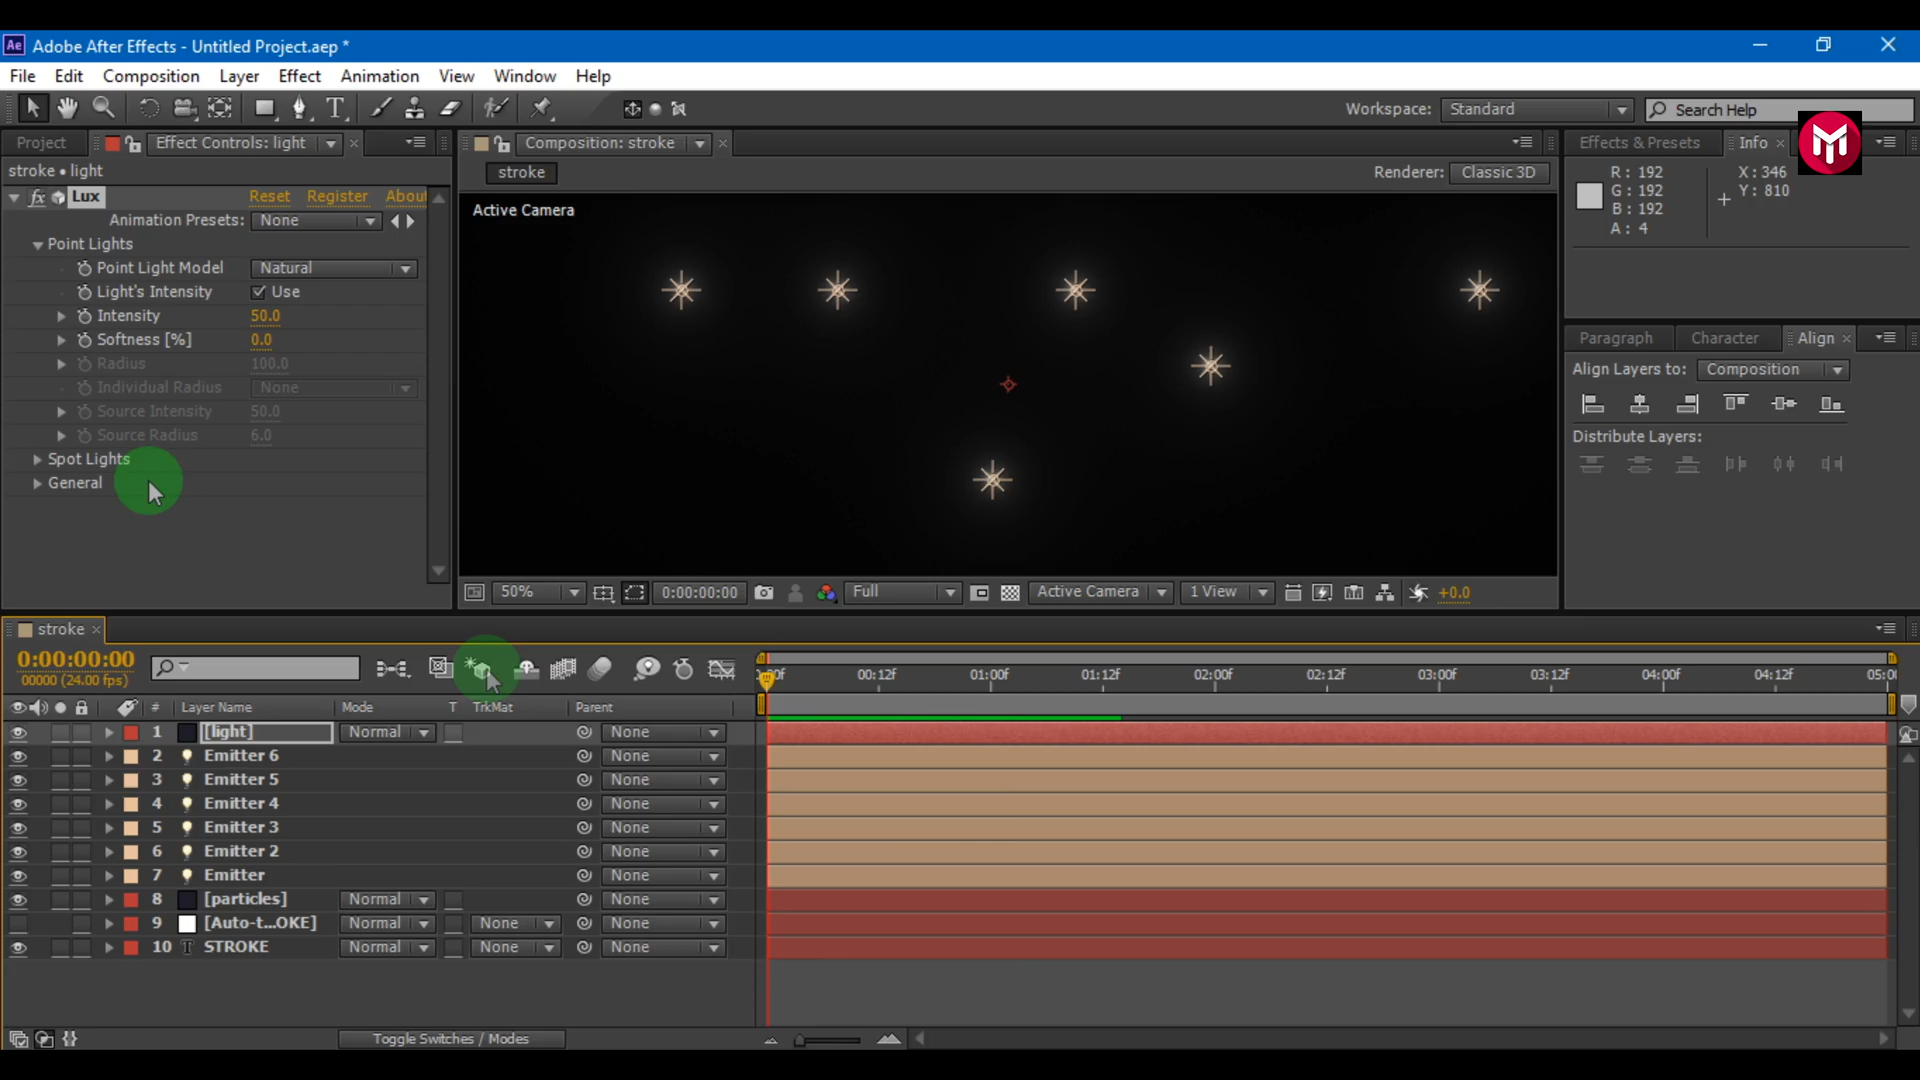 Ae Adobe After Effects - Untitled Project.aep *
File Edit Composition Layer Effect Animation View Window Help
Workspace: Standard Search Help
Project Effect Controls: light
Composition: stroke
Effects & Presets Info
stroke • light
stroke
Renderer: Classic 3D
R: 192 X: 346
G: 192 Y: 810
B: 192
A: 4
fx Lux Reset Register About
Animation Presets: None
Active Camera
Point Lights
Point Light Model Natural
Light's Intensity Use
Intensity 50.0
Softness [%] 0.0
Radius 100.0
Individual Radius None
Source Intensity 50.0
Source Radius 6.0
Spot Lights
General
Paragraph Character Align
Align Layers to: Composition
Distribute Layers:
50% 0:00:00:00 Full Active Camera 1 View +0.0
stroke
0:00:00:00
00000 (24.00 fps)
00f 00:12f 01:00f 01:12f 02:00f 02:12f 03:00f 03:12f 04:00f 04:12f 05:0
# Layer Name Mode T TrkMat Parent
1 [light] Normal None
2 Emitter 6 None
3 Emitter 5 None
4 Emitter 4 None
5 Emitter 3 None
6 Emitter 2 None
7 Emitter None
8 [particles] Normal None
9 [Auto-t...OKE] Normal None None
10 T STROKE Normal None None
Toggle Switches / Modes